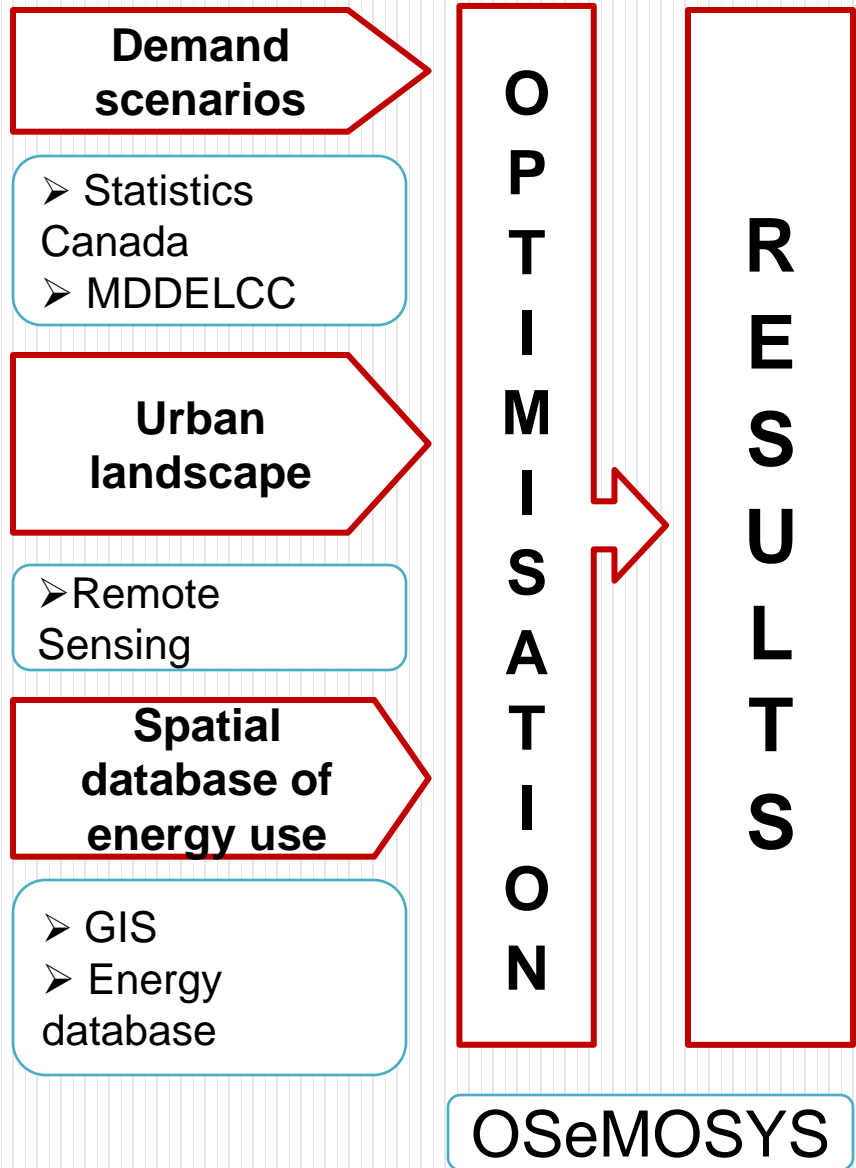 Demand
scenarios
➢ Statistics
Canada
➢ MDDELCC
Urban
landscape
➢Remote
Sensing
Spatial
database of
energy use
➢ GIS
➢ Energy
database
O
P
T
I
M
I
S
A
T
I
O
N
R
E
S
U
L
T
S
OSeMOSYS